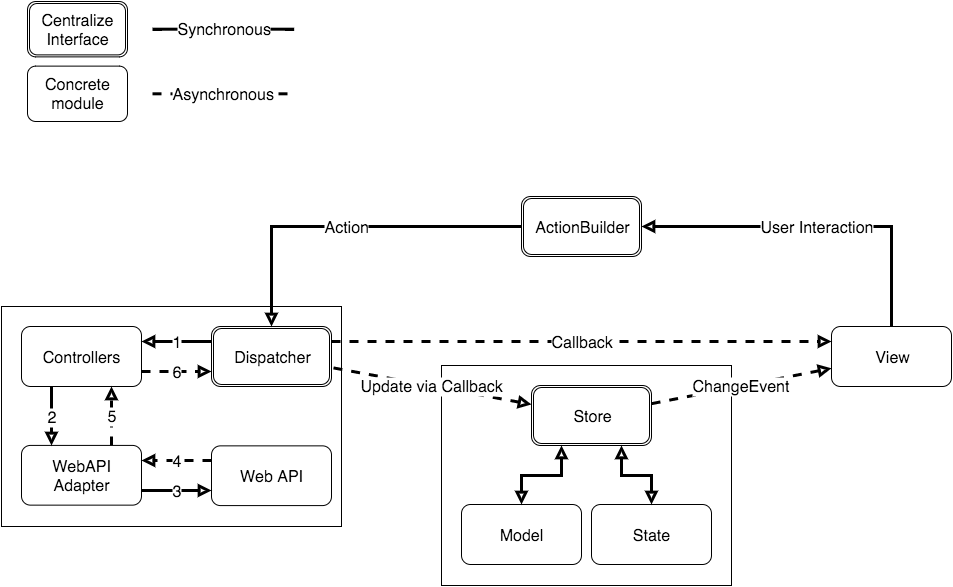 Centralize
Interface
Synchronous
Concrete
module
Asynchronous
ActionBuilder
Action
User Interaction
Controllers
1
Dispatcher
Callback
View
6
Update via Callback
ChangeEvent
2
5
Store
WebAPI
Adapter
4
3
Web API
Model
State